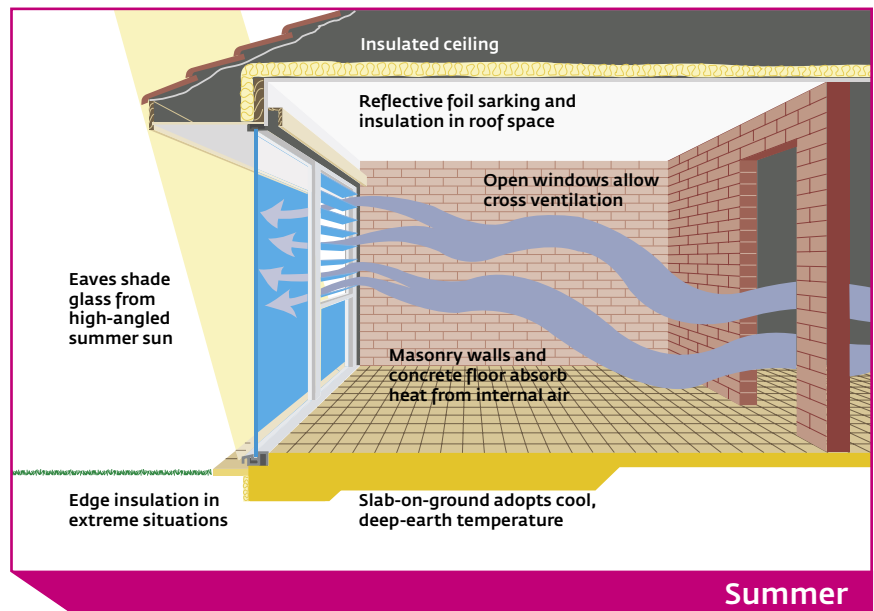 Insulated ceiling
Reflective foil sarking and
insulation in roof space
Open windows allow
cross ventilation
Eaves shade
glass from
high-angled
summer sun
Masonry walls and
concrete floor absorb
heat from internal air
Edge insulation in
extreme situations
Slab-on-ground adopts cool,
deep-earth temperature
Summer